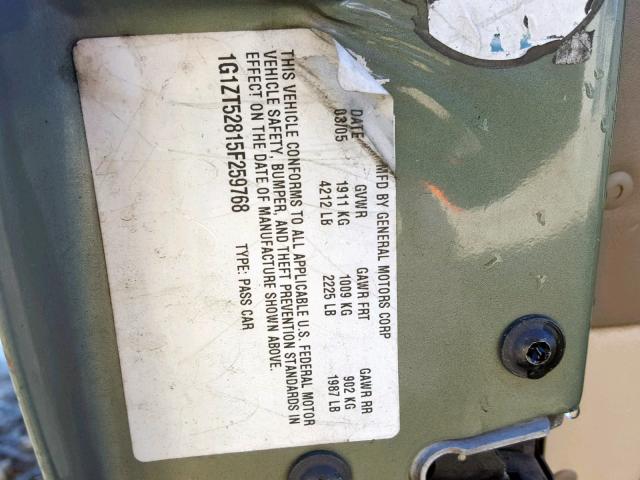 MFD BY GENERAL MOTORS CORP
DATE GVWR GAWR FRT GAWR RR
03/05 1911 KG 1009 KG 902 KG
4212 LB 2225 LB 1987 LB
THIS VEHICLE CONFORMS TO ALL APPLICABLE U.S. FEDERAL MOTOR
VEHICLE SAFETY, BUMPER, AND THEFT PREVENTION STANDARDS IN
EFFECT ON THE DATE OF MANUFACTURE SHOWN ABOVE.
1G1ZT52815F259768 TYPE: PASS CAR